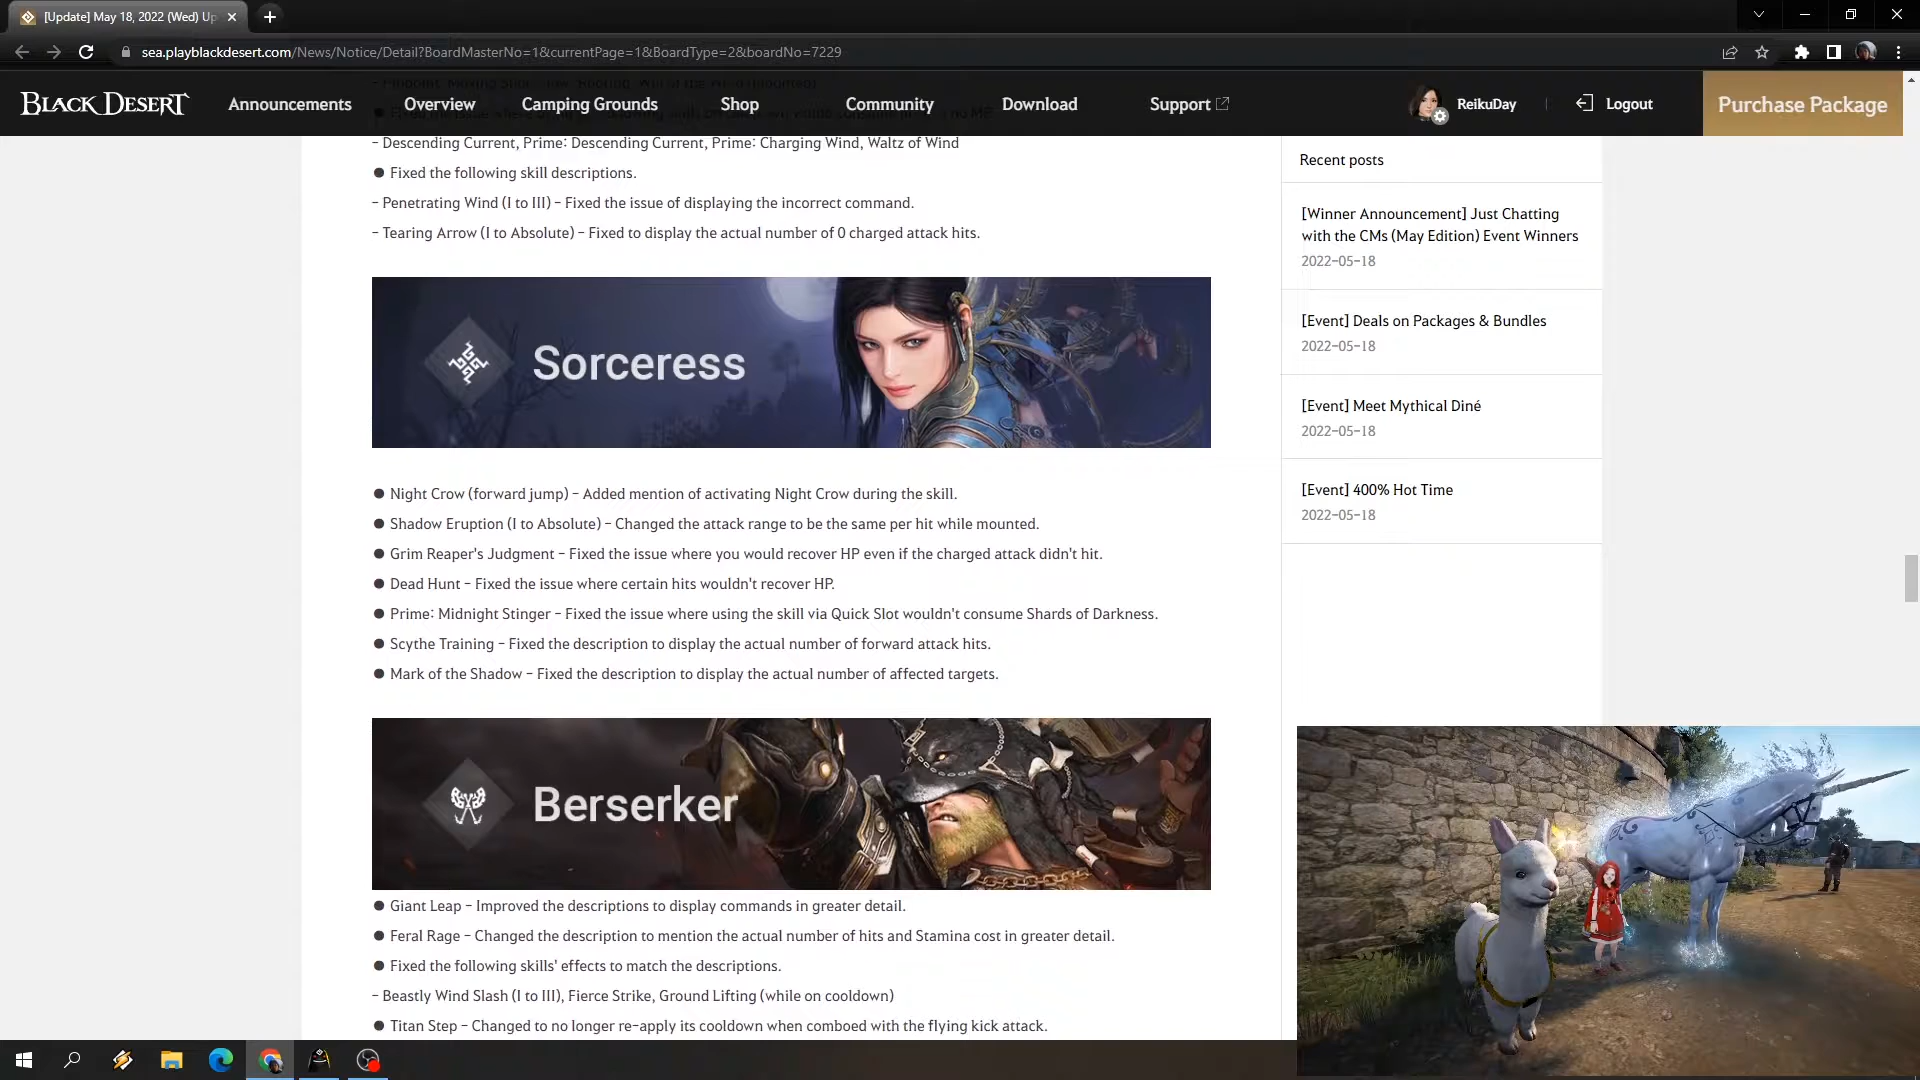 [Update] May 18, 2022 (Wed) Up
sea.playblackdesert.com/News/Notice/Detail?BoardMasterNo=1&currentPage=1&BoardType=2&boardNo=7229
BLACK DESERT
Announcements
Overview
Camping Grounds
Shop
Community
Download
Support
ReikuDay
Logout
Purchase Package
- Descending Current, Prime: Descending Current, Prime: Charging Wind, Waltz of Wind
● Fixed the following skill descriptions.
- Penetrating Wind (I to III) - Fixed the issue of displaying the incorrect command.
- Tearing Arrow (I to Absolute) - Fixed to display the actual number of 0 charged attack hits.
Sorceress
● Night Crow (forward jump) - Added mention of activating Night Crow during the skill.
● Shadow Eruption (I to Absolute) - Changed the attack range to be the same per hit while mounted.
● Grim Reaper's Judgment - Fixed the issue where you would recover HP even if the charged attack didn't hit.
● Dead Hunt - Fixed the issue where certain hits wouldn't recover HP.
● Prime: Midnight Stinger - Fixed the issue where using the skill via Quick Slot wouldn't consume Shards of Darkness.
● Scythe Training - Fixed the description to display the actual number of forward attack hits.
● Mark of the Shadow - Fixed the description to display the actual number of affected targets.
Berserker
● Giant Leap - Improved the descriptions to display commands in greater detail.
● Feral Rage - Changed the description to mention the actual number of hits and Stamina cost in greater detail.
● Fixed the following skills' effects to match the descriptions.
- Beastly Wind Slash (I to III), Fierce Strike, Ground Lifting (while on cooldown)
● Titan Step - Changed to no longer re-apply its cooldown when comboed with the flying kick attack.
Recent posts
[Winner Announcement] Just Chatting
with the CMs (May Edition) Event Winners
2022-05-18
[Event] Deals on Packages & Bundles
2022-05-18
[Event] Meet Mythical Diné
2022-05-18
[Event] 400% Hot Time
2022-05-18